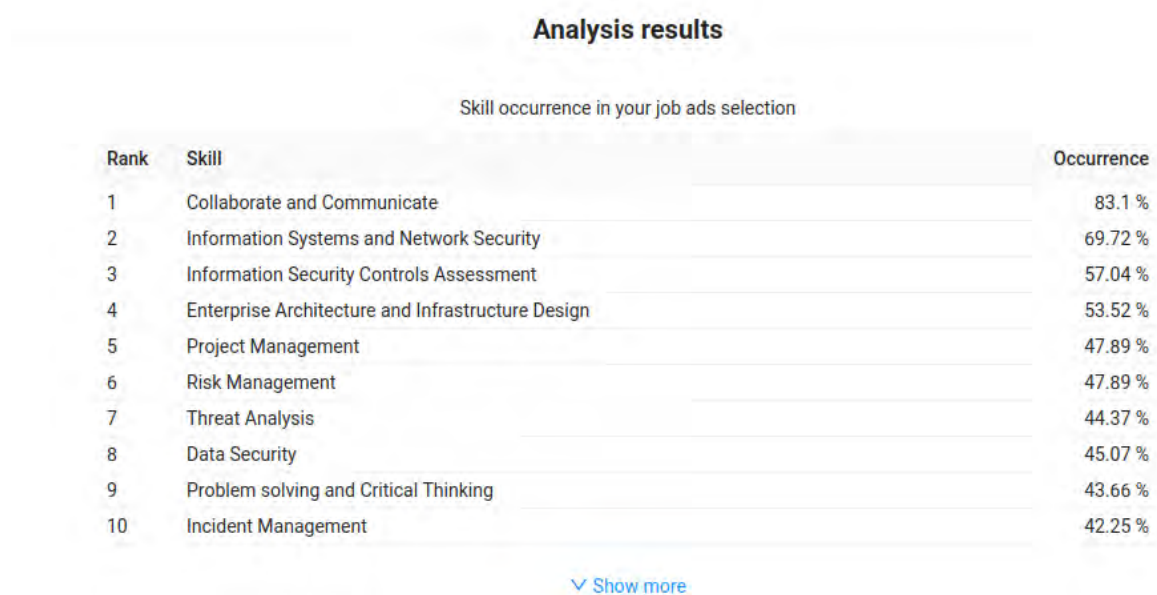 Analysis results
Skill occurrence in your job ads selection
Rank Skill Occurrence
1 Collaborate and Communicate 83.1 %
2 Information Systems and Network Security 69.72 %
3 Information Security Controls Assessment 57.04 %
4 Enterprise Architecture and Infrastructure Design 53.52 %
5 Project Management 47.89 %
6 Risk Management 47.89 %
7 Threat Analysis 44.37 %
8 Data Security 45.07 %
9 Problem solving and Critical Thinking 43.66 %
10 Incident Management 42.25 %
Show more